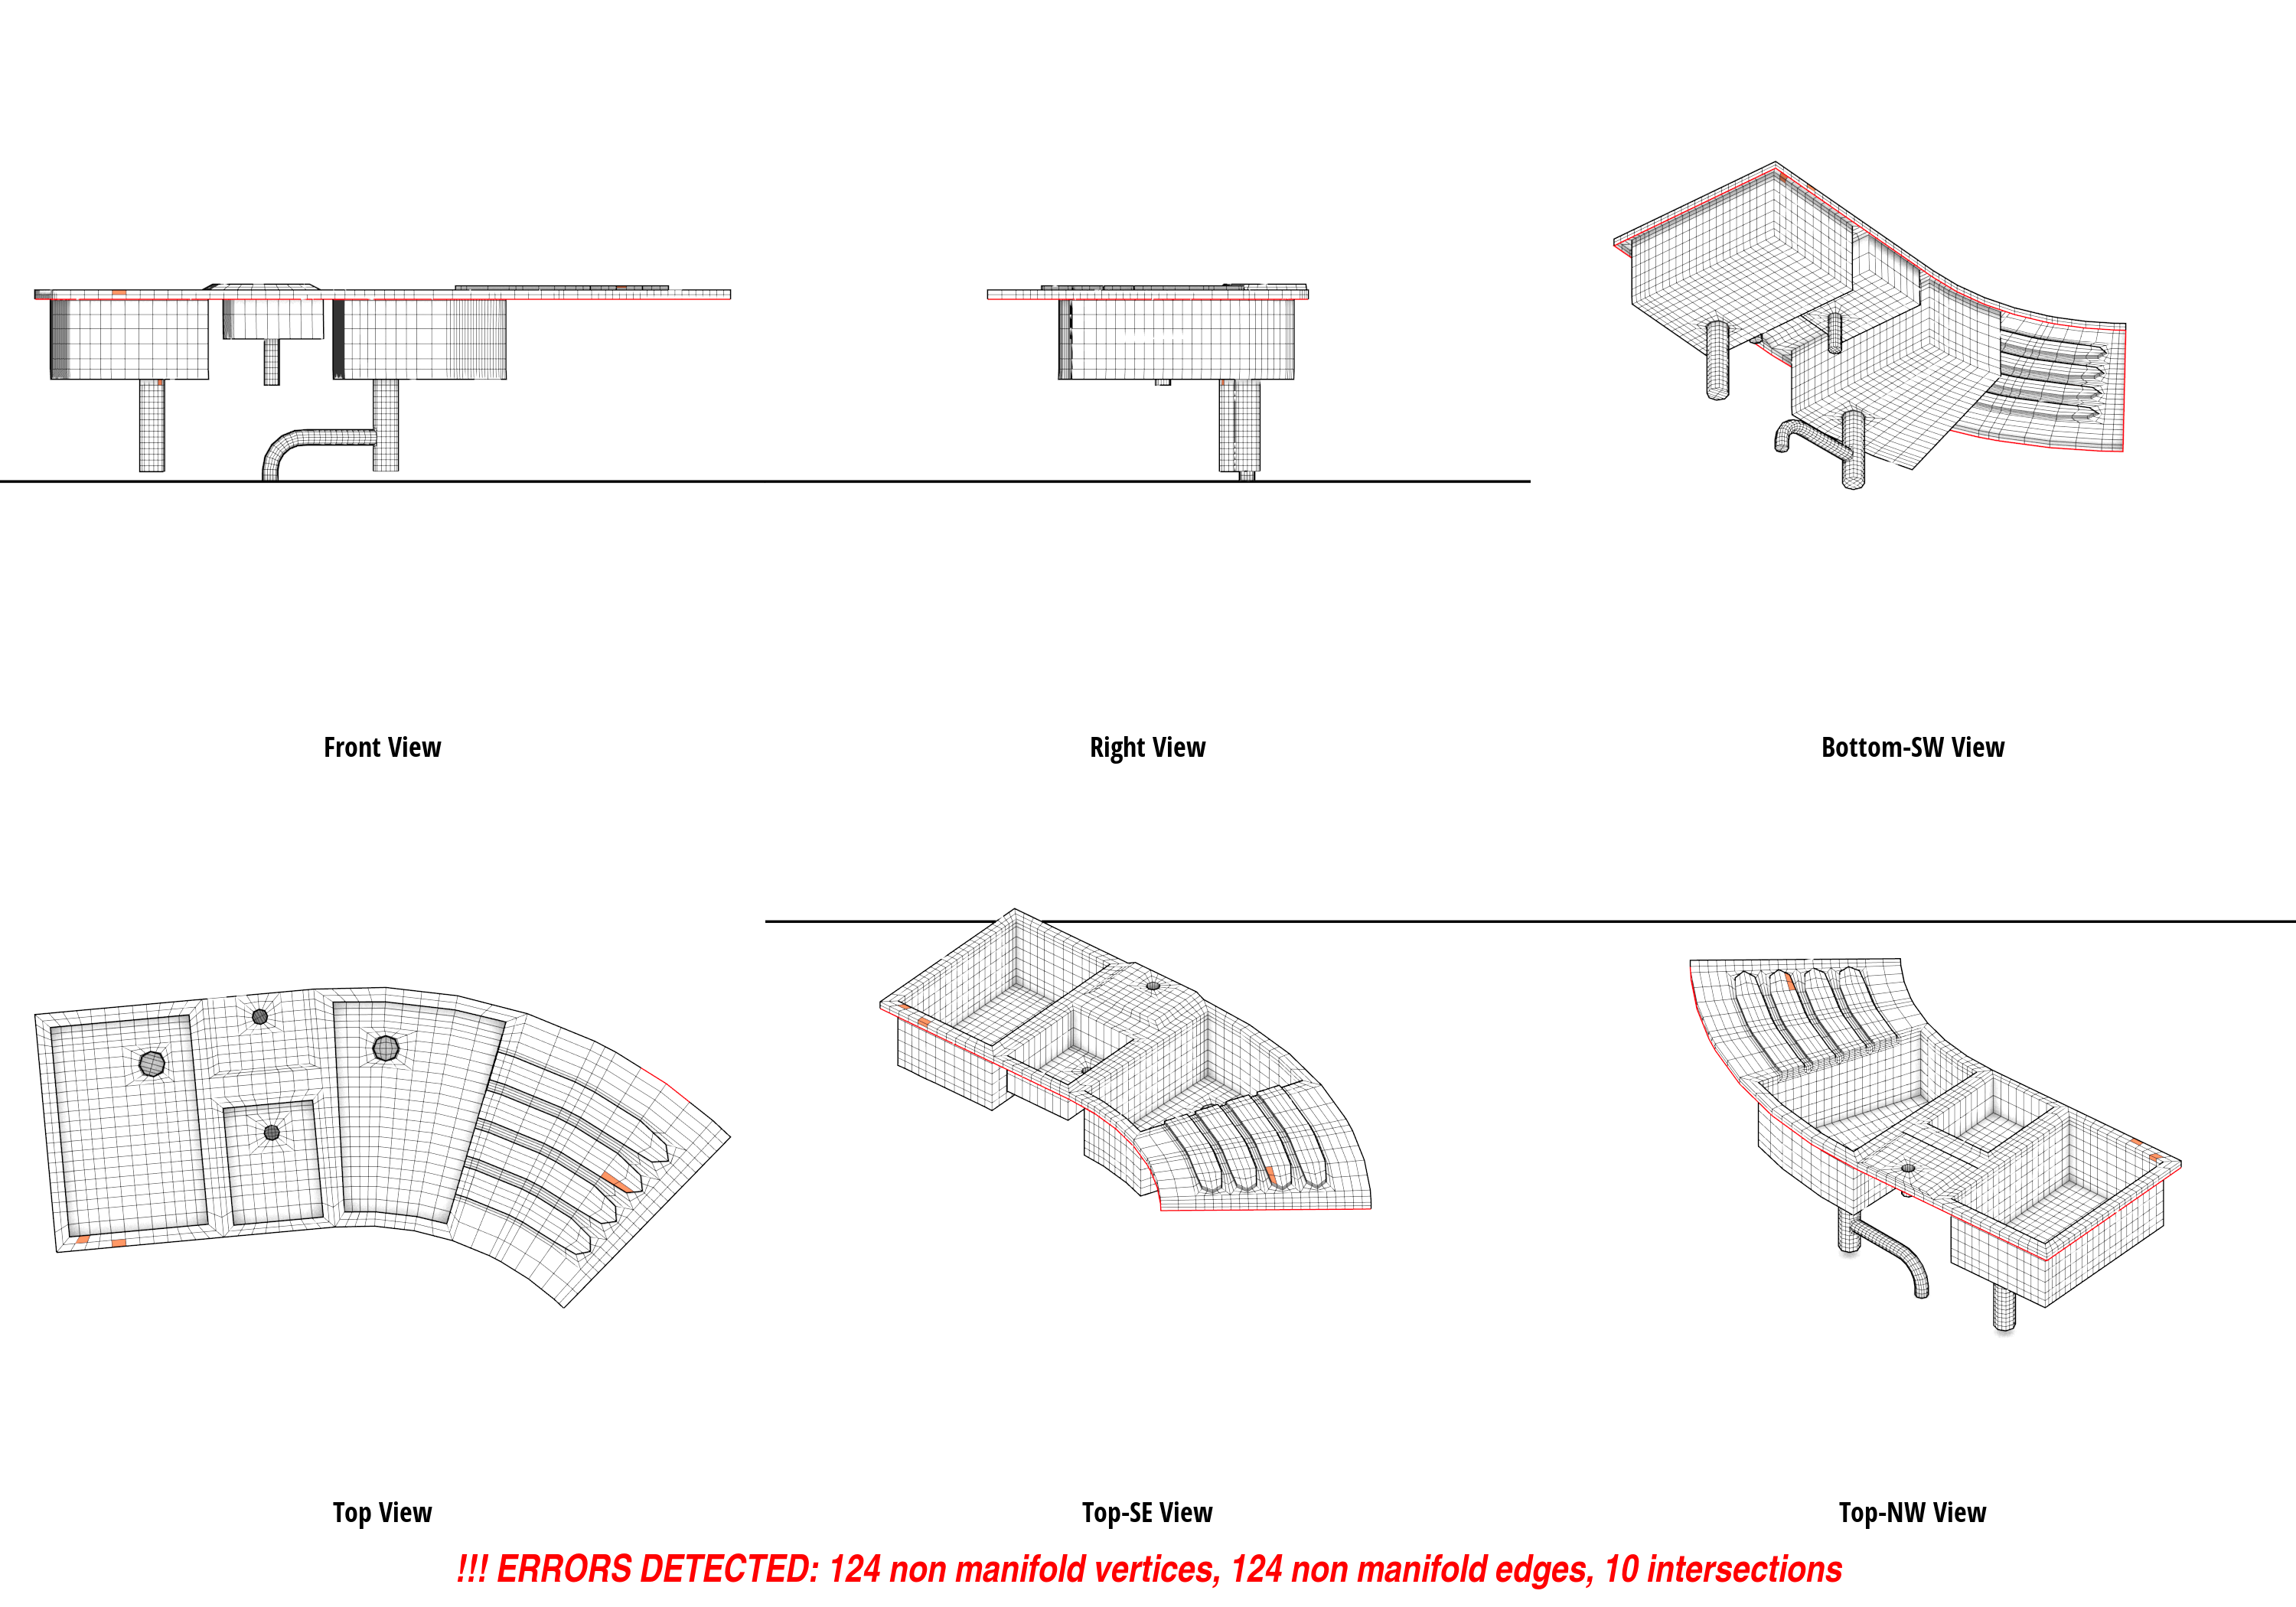 Front View
Right View
Bottom-SW View
Top View
Top-SE View
Top-NW View
!!! ERRORS DETECTED: 124 non manifold vertices, 124 non manifold edges, 10 intersections